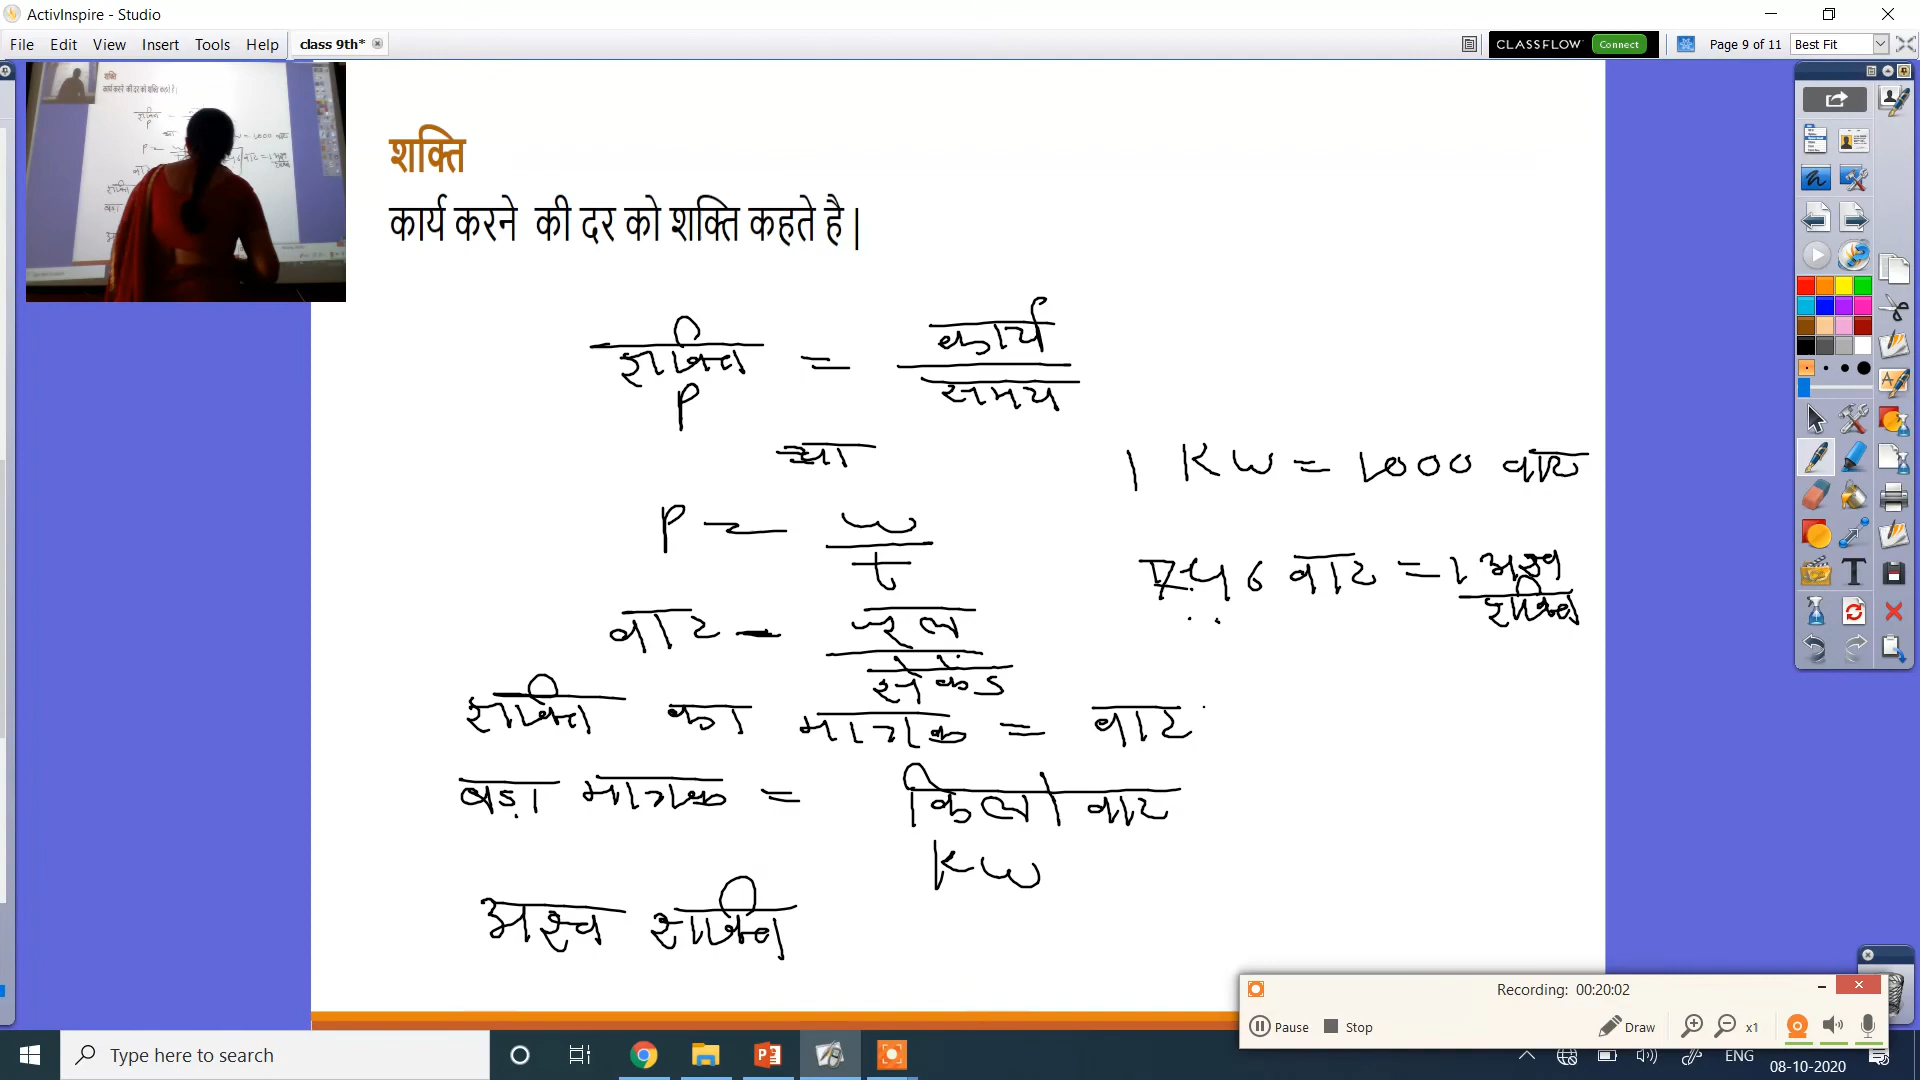 ActivInspire - Studio
File Edit View Insert Tools Help class 9th*
CLASSFLOW Connect Page 9 of 11 Best Fit
शक्ति
कार्य करने की दर को शक्ति कहते है|
शक्ति = कार्य
समय
P
या
1 KW = 1000 वाट
P = w
t
746 वाट = 1 अश्व
शक्ति
वाट = जूल
सेकंड
शक्ति का मात्रक = वाट
बड़ा मात्रक = किलो वाट
KW
अश्व शक्ति
Recording: 00:20:02
Pause Stop Draw x1
Type here to search
ENG
08-10-2020